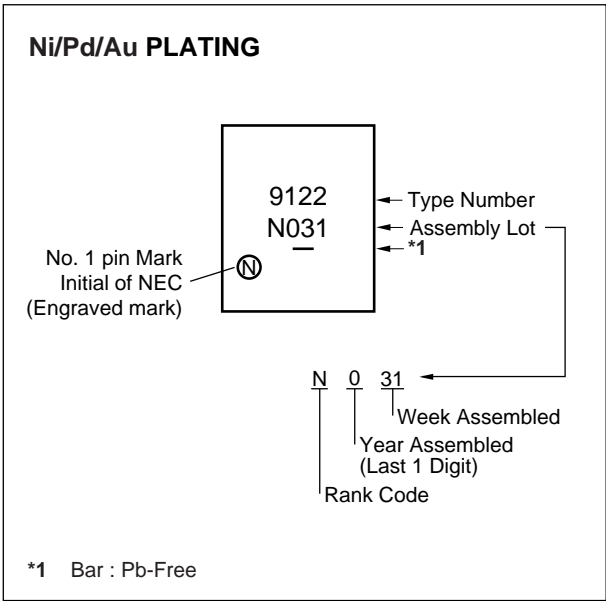 Ni/Pd/Au PLATING
9122
N031
N
Type Number
Assembly Lot
*1
No. 1 pin Mark
Initial of NEC
(Engraved mark)
N 0 31
Week Assembled
Year Assembled
(Last 1 Digit)
Rank Code
*1 Bar : Pb-Free